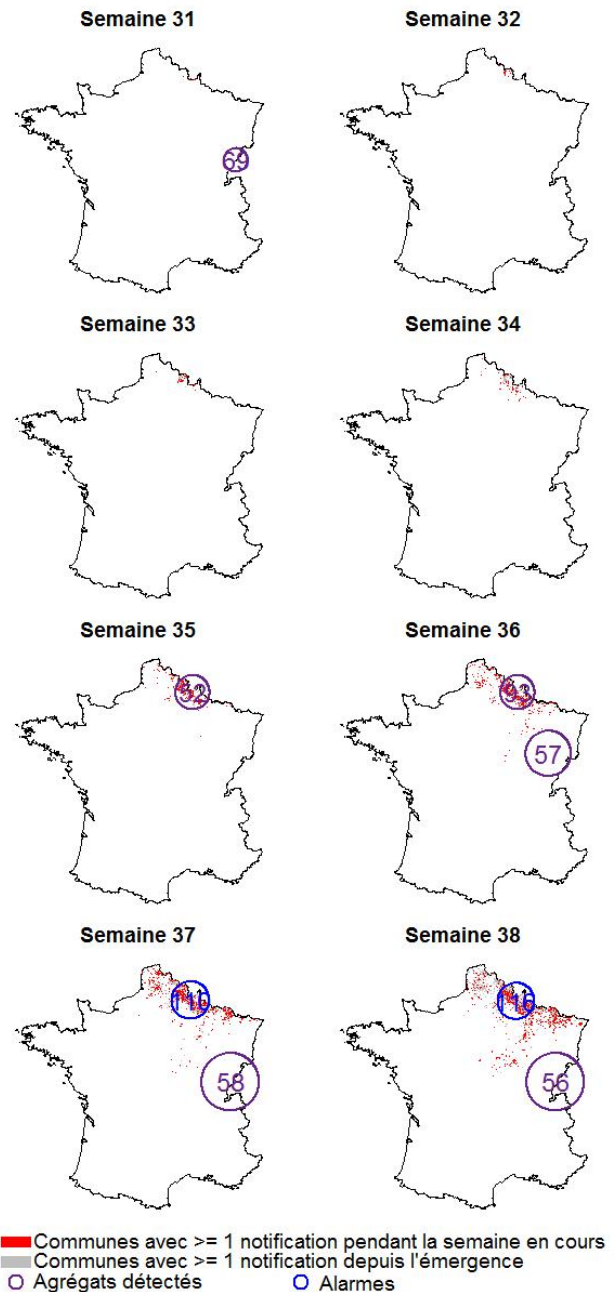 Semaine 31
Semaine 32
69
Semaine 33
Semaine 34
Semaine 35
Semaine 36
57
Semaine 37
Semaine 38
116
58
56
Communes avec >= 1 notification pendant la semaine en cours
Communes avec >= 1 notification depuis l'émergence
Agrégats détectés
Alarmes